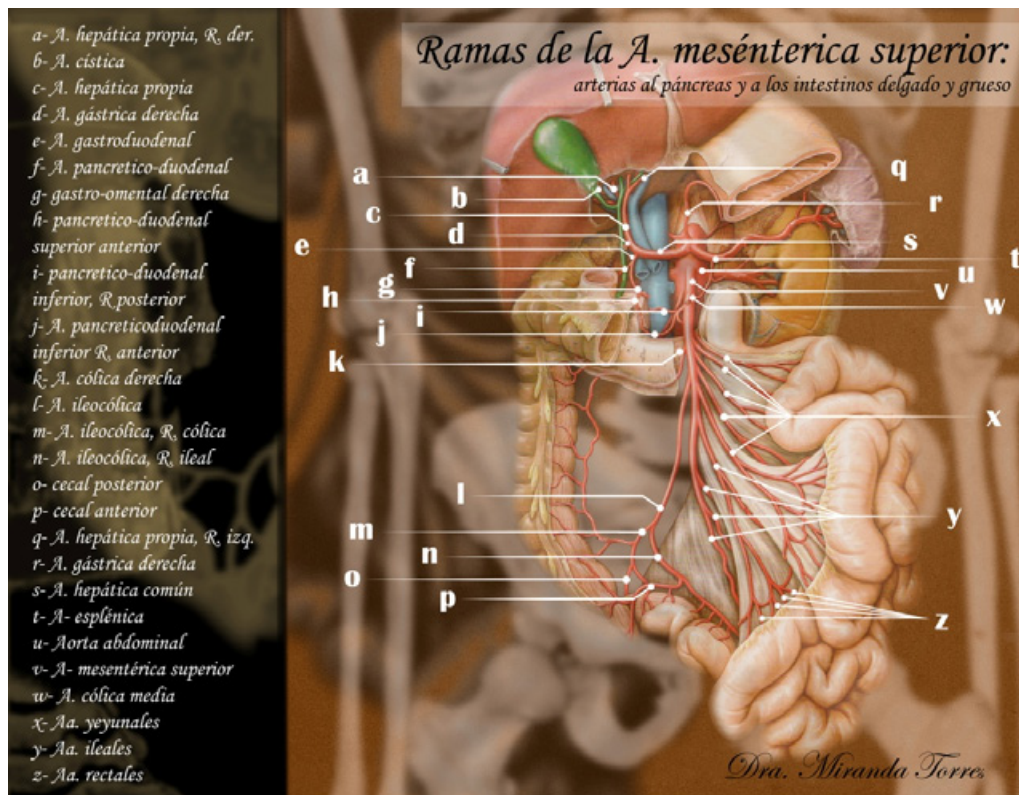 a- A. hepática propia, R. der.
b- A. cística
c- A. hepática propia
d- A. gástrica derecha
e- A. gastroduodenal
f- A. pancretico-duodenal
g- gastro-omental derecha
h- pancretico-duodenal
superior anterior
i- pancretico-duodenal
inferior, R posterior
j- A. pancreticoduodenal
inferior R. anterior
k- A. cólica derecha
l- A. ileocólica
m- A. ileocólica, R. cólica
n- A. ileocólica, R. ileal
o- cecal posterior
p- cecal anterior
q- A. hepática propia, R. izq.
r- A. gástrica derecha
s- A. hepática común
t- A- esplénica
u- Aorta abdominal
v- A- mesentérica superior
w- A. cólica media
x- Aa. yeyunales
y- Aa. ileales
z- Aa. rectales
Ramas de la A. mesénterica superior:
arterias al páncreas y a los intestinos delgado y grueso
a
b
c
d
e
f
g
h
i
j
k
l
m
n
o
p
q
r
s
t
u
v
w
x
y
z
Dra. Miranda Torres